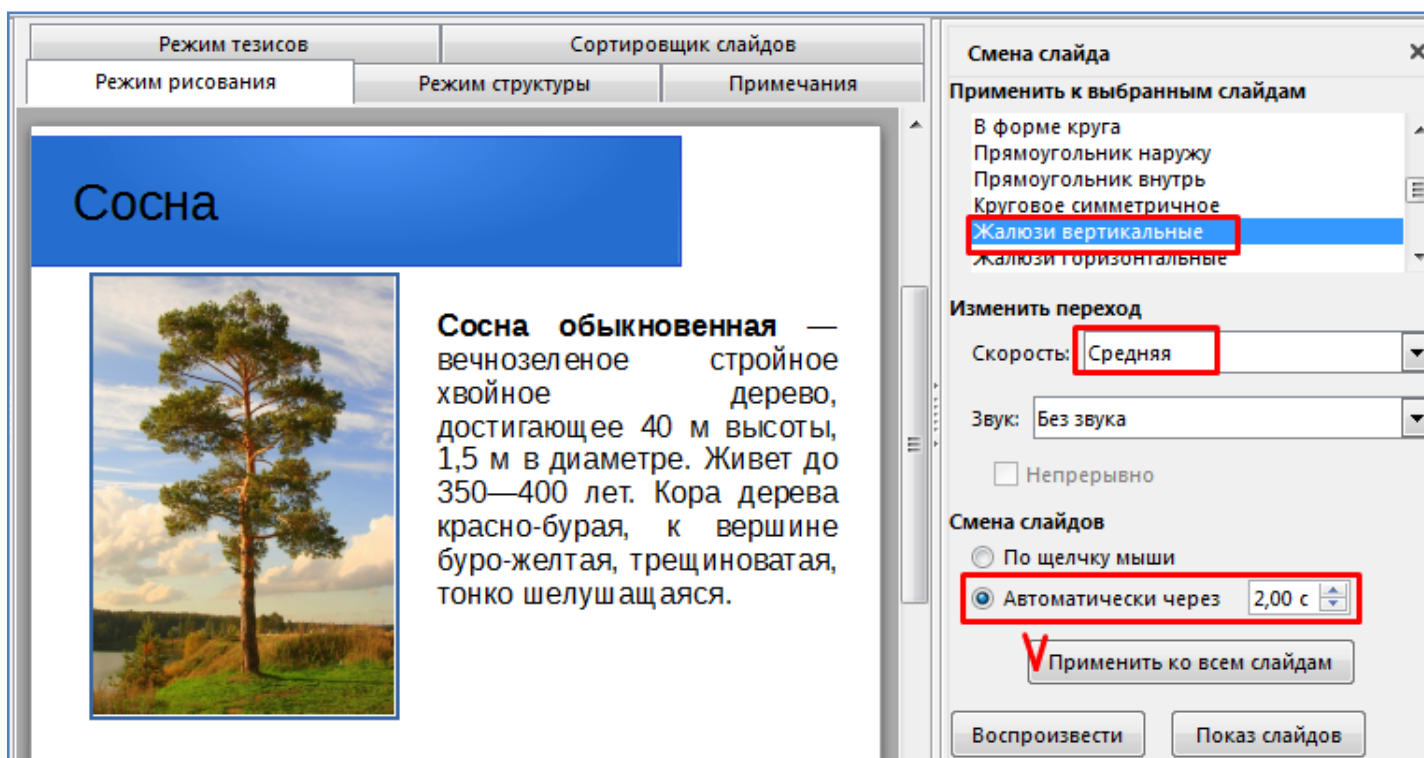 Режим тезисов
Сортировщик слайдов
Режим рисования
Режим структуры
Примечания
Сосна
Сосна обыкновенная —
вечнозеленое стройное
хвойное дерево,
достигающее 40 м высоты,
1,5 м в диаметре. Живет до
350—400 лет. Кора дерева
красно-бурая, к вершине
буро-желтая, трещиноватая,
тонко шелушащаяся.
Смена слайда
Применить к выбранным слайдам
В форме круга
Прямоугольник наружу
Прямоугольник внутрь
Круговое симметричное
Жалюзи вертикальные
Жалюзи горизонтальные
Изменить переход
Скорость: Средняя
Звук: Без звука
Непрерывно
Смена слайдов
По щелчку мыши
Автоматически через 2,00 с
Применить ко всем слайдам
Воспроизвести
Показ слайдов